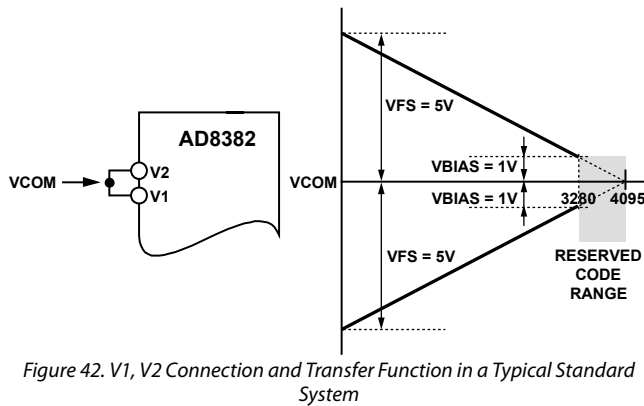 VFS = 5V
AD8382
V2
V1
VCOM
VCOM
VBIAS = 1V
VBIAS = 1V
3280
4095
VFS = 5V
RESERVED
CODE
RANGE
Figure 42. V1, V2 Connection and Transfer Function in a Typical Standard
System